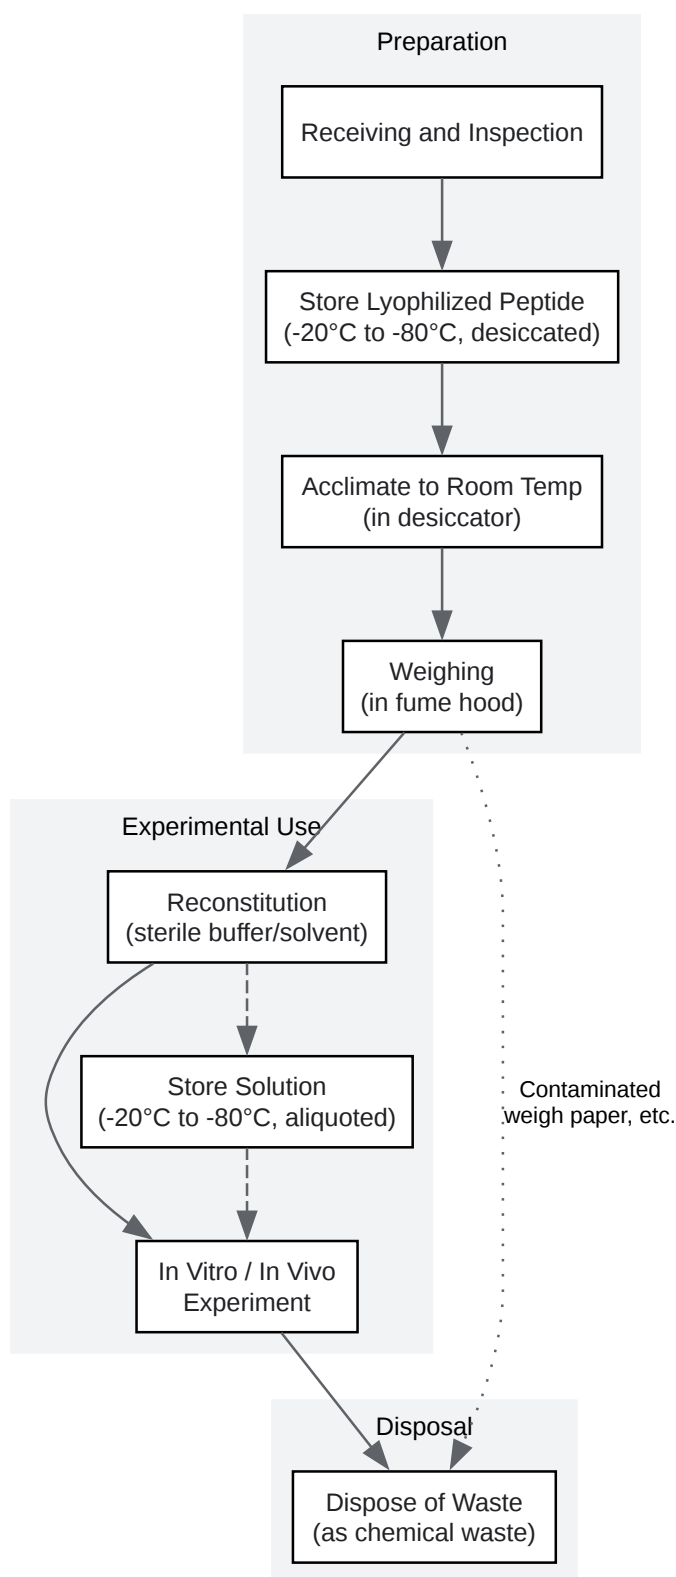 Preparation
Receiving and Inspection
Store Lyophilized Peptide
(-20°C to -80°C, desiccated)
Acclimate to Room Temp
(in desiccator)
Weighing
(in fume hood)
Experimental Use
Reconstitution
(sterile buffer/solvent)
Store Solution
(-20°C to -80°C, aliquoted)
Contaminated
weigh paper, etc.
In Vitro / In Vivo
Experiment
Disposal
Dispose of Waste
(as chemical waste)